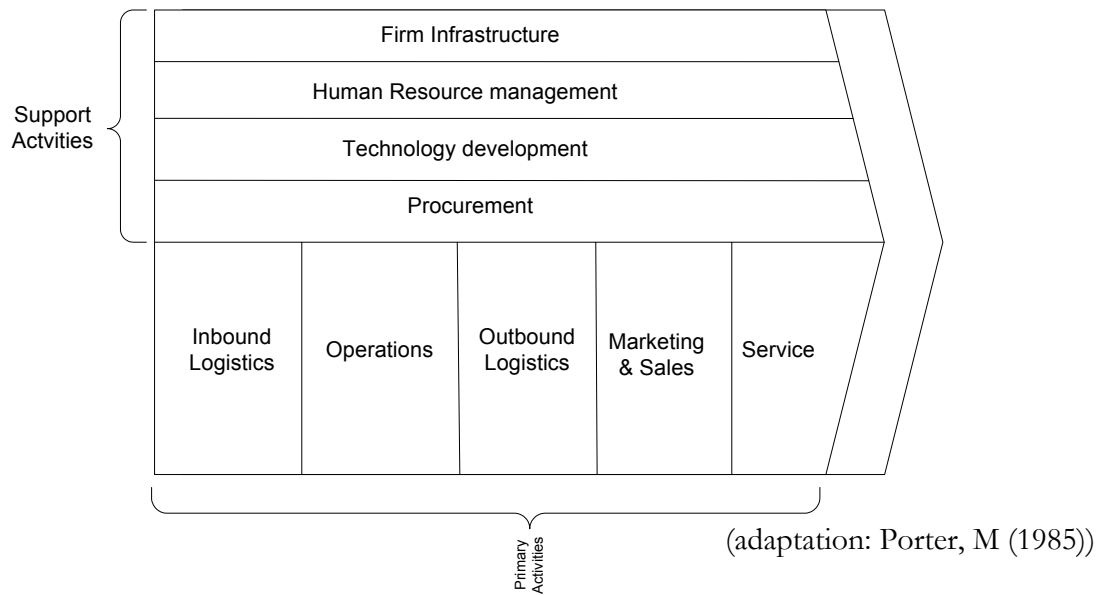 Firm Infrastructure
Human Resource management
Support
Actvities
Technology development
Procurement
Inbound
Logistics
Operations
Outbound
Logistics
Marketing
& Sales
Service
Primary
Activities
(adaptation: Porter, M (1985))